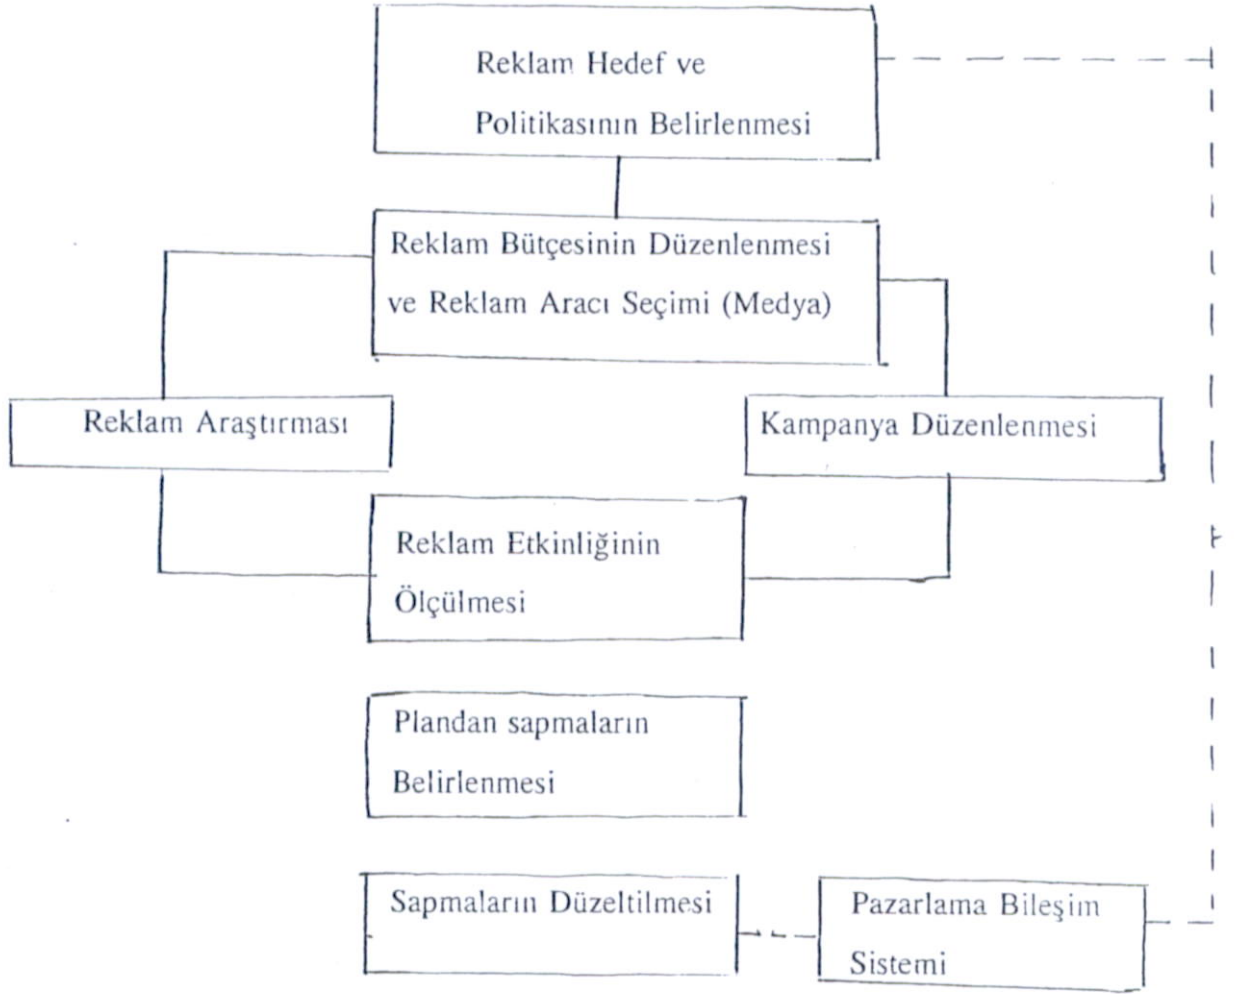 Reklam Hedef ve
Politikasının Belirlenmesi
Reklam Bütçesinin Düzenlenmesi
ve Reklam Aracı Seçimi (Medya)
Reklam Araştırması
Kampanya Düzenlenmesi
Reklam Etkinliğinin
Ölçülmesi
Plandan sapmaların
Belirlenmesi
Sapmaların Düzeltilmesi
Pazarlama Bileşim
Sistemi